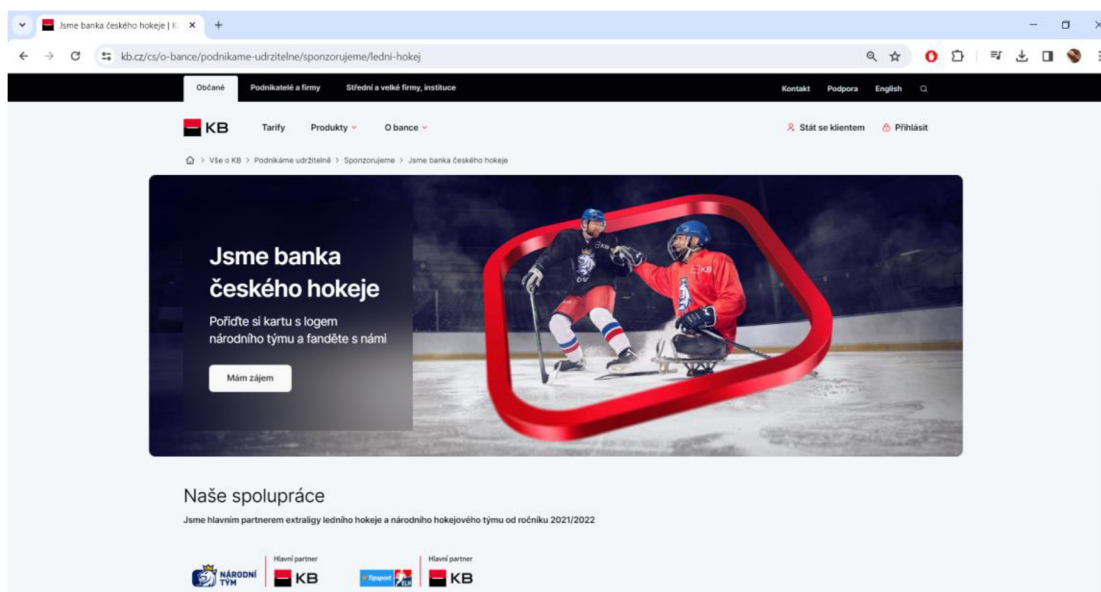 Jsme banka českého hokeje | K
kb.cz/cs/o-bance/podnikame-udrzitelne/sponzorujeme/ledni-hokej
Občané Podnikatelé a firmy Střední a velké firmy, instituce Kontakt Podpora English
KB Tarify Produkty O bance Stát se klientem Přihlásit
> Vše o KB > Podnikáme udržitelně > Sponzorujeme > Jsme banka českého hokeje
Jsme banka
českého hokeje
Pořiďte si kartu s logem
národního týmu a fanděte s námi
Mám zájem
KB
KB
Naše spolupráce
Jsme hlavním partnerem extraligy ledního hokeje a národního hokejového týmu od ročníku 2021/2022
NÁRODNÍ
TÝM
Hlavní partner
KB
Tipsport
ELH
Hlavní partner
KB